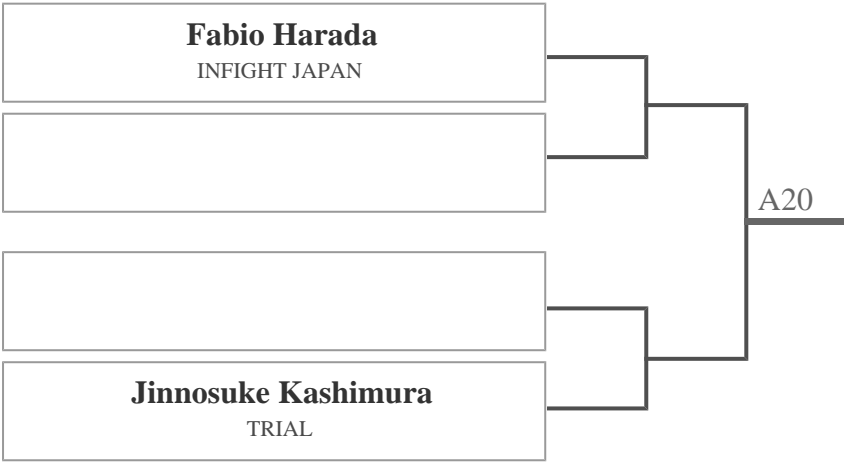 Fabio Harada
INFIGHT JAPAN
A20
Jinnosuke Kashimura
TRIAL